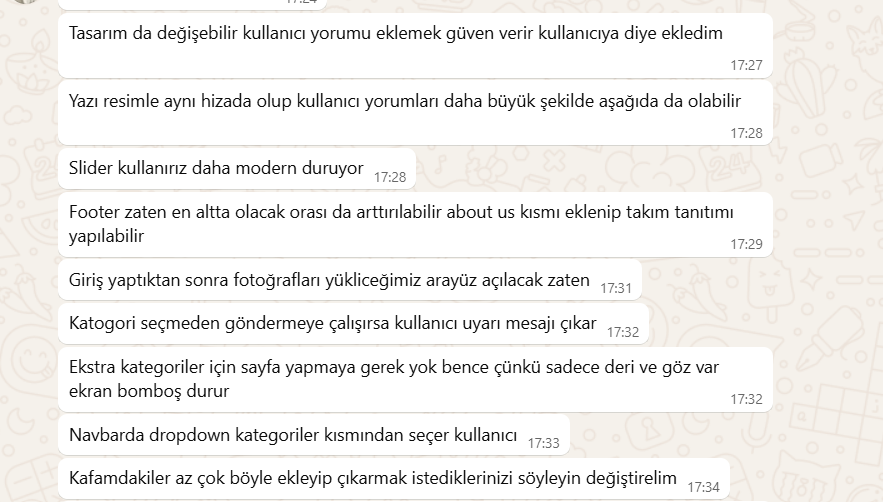 17:24
Tasarım da değişebilir kullanıcı yorumu eklemek güven verir kullanıcıya diye ekledim
17:27
Yazı resimle aynı hizada olup kullanıcı yorumları daha büyük şekilde aşağıda da olabilir
17:28
Slider kullanırız daha modern duruyor 17:28
Footer zaten en altta olacak orası da arttırılabilir about us kısmı eklenip takım tanıtımı
yapılabilir 17:29
Giriş yaptıktan sonra fotoğrafları yükliceğimiz arayüz açılacak zaten 17:31
Katogori seçmeden göndermeye çalışırsa kullanıcı uyarı mesajı çıkar 17:32
Ekstra kategoriler için sayfa yapmaya gerek yok bence çünkü sadece deri ve göz var
ekran bomboş durur 17:32
Navbarda dropdown kategoriler kısmından seçer kullanıcı 17:33
Kafamdakiler az çok böyle ekleyip çıkarmak istediklerinizi söyleyin değiştirelim 17:34